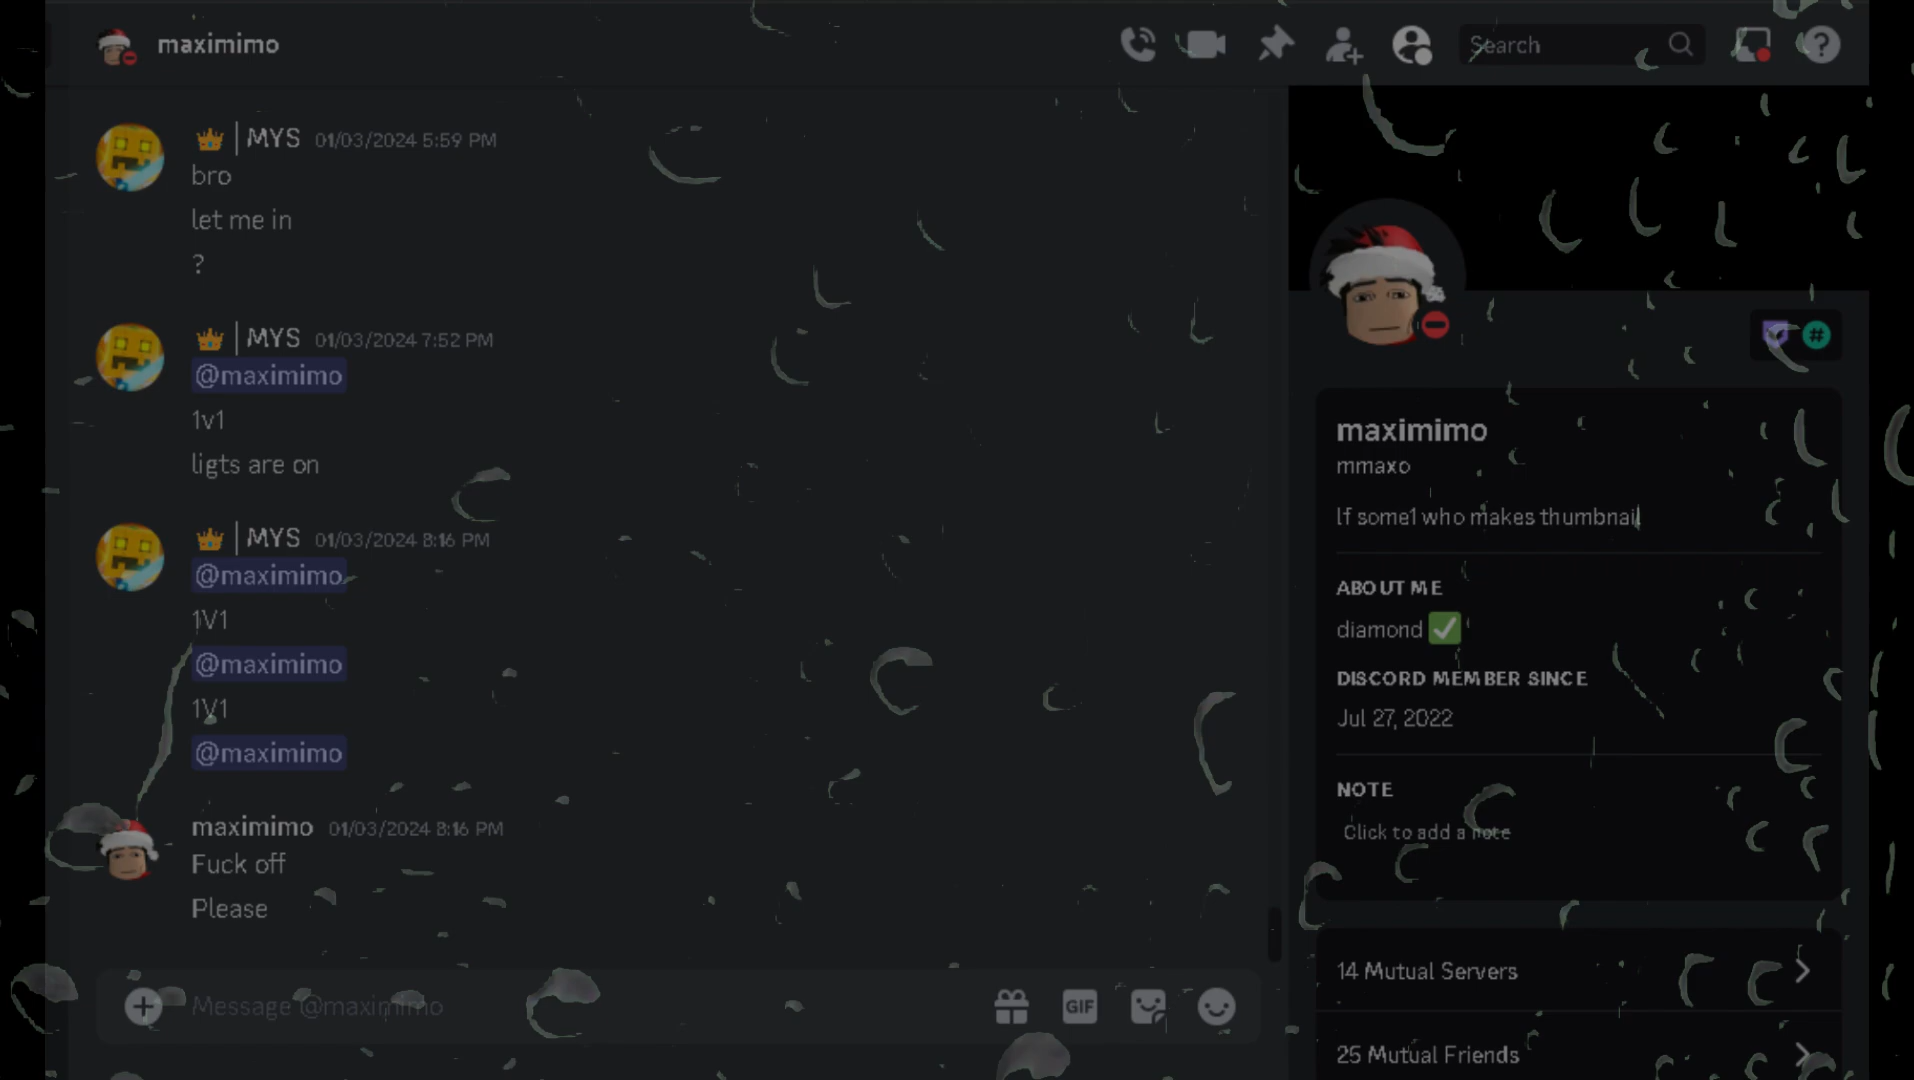 maximimo
Search
MYS 01/03/2024 5:59 PM
bro
let me in
?
MYS 01/03/2024 7:52 PM
@maximimo
1v1
ligts are on
MYS 01/03/2024 8:16 PM
@maximimo
1V1
@maximimo
1V1
@maximimo
maximimo 01/03/2024 8:16 PM
Fuck off
Please
Message @maximimo
GIF
maximimo
mmaxo
lf some1 who makes thumbnail
ABOUT ME
diamond ✅
DISCORD MEMBER SINCE
Jul 27, 2022
NOTE
Click to add a note
14 Mutual Servers
25 Mutual Friends